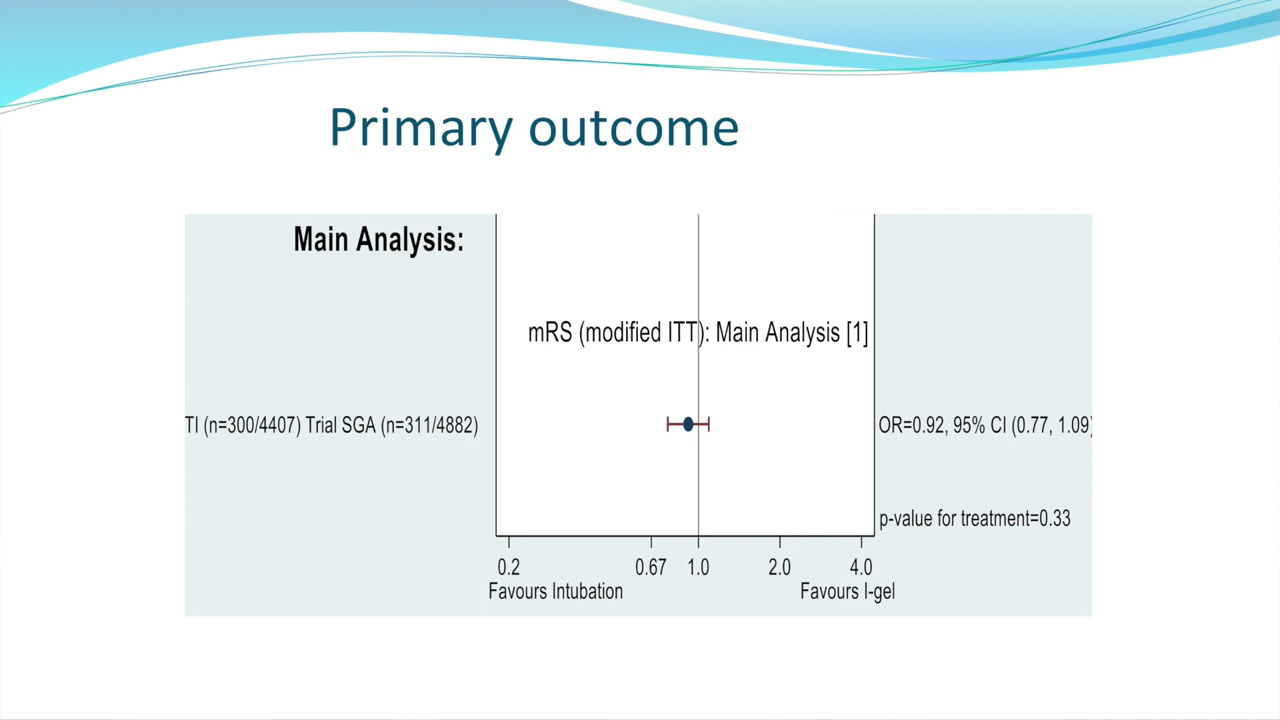 Primary outcome
Main Analysis:
mRS (modified ITT): Main Analysis [1]
TI (n=300/4407) Trial SGA (n=311/4882)
OR=0.92, 95% CI (0.77, 1.09)
p-value for treatment=0.33
0.2 0.67 1.0 2.0 4.0
Favours Intubation Favours I-gel